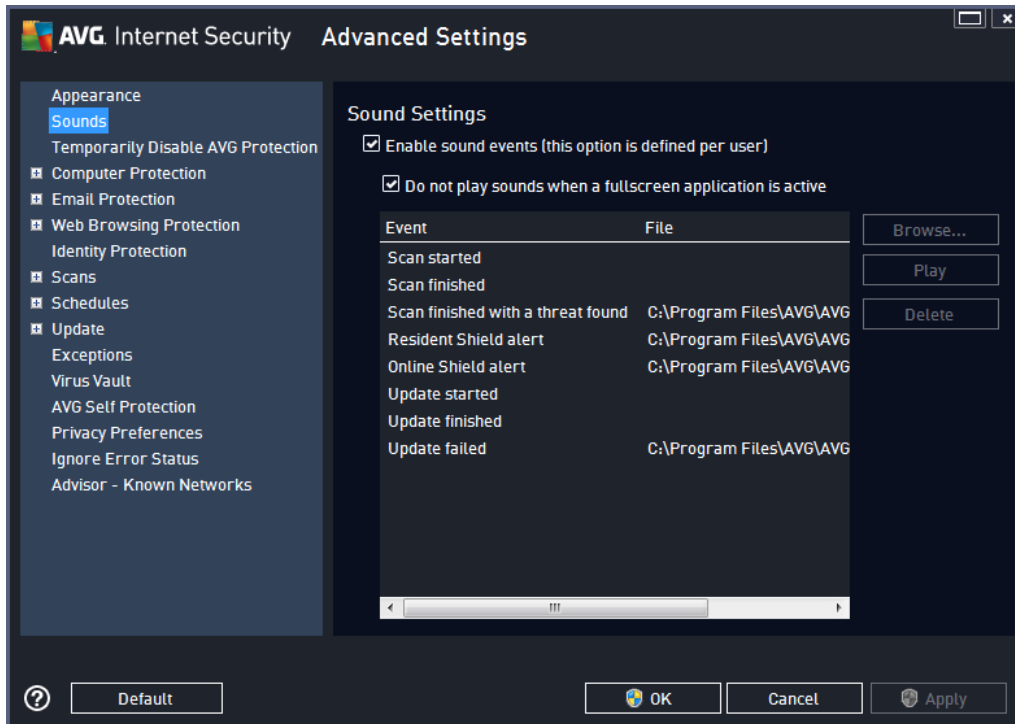 AVG. Internet Security Advanced Settings
Appearance
Sounds
Temporarily Disable AVG Protection
Computer Protection
Email Protection
Web Browsing Protection
Identity Protection
Scans
Schedules
Update
Exceptions
Virus Vault
AVG Self Protection
Privacy Preferences
Ignore Error Status
Advisor - Known Networks
Sound Settings
Enable sound events (this option is defined per user)
Do not play sounds when a fullscreen application is active
Event File
Scan started
Scan finished
Scan finished with a threat found C:\Program Files\AVG\AVG
Resident Shield alert C:\Program Files\AVG\AVG
Online Shield alert C:\Program Files\AVG\AVG
Update started
Update finished
Update failed C:\Program Files\AVG\AVG
Browse...
Play
Delete
? Default OK Cancel Apply